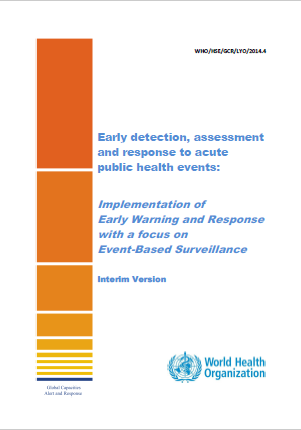 WHO/HSE/GCR/LYO/2014.4
Early detection, assessment
and response to acute
public health events:
Implementation of
Early Warning and Response
with a focus on
Event-Based Surveillance
Interim Version
World Health
Organization
Global Capacities
Alert and Response